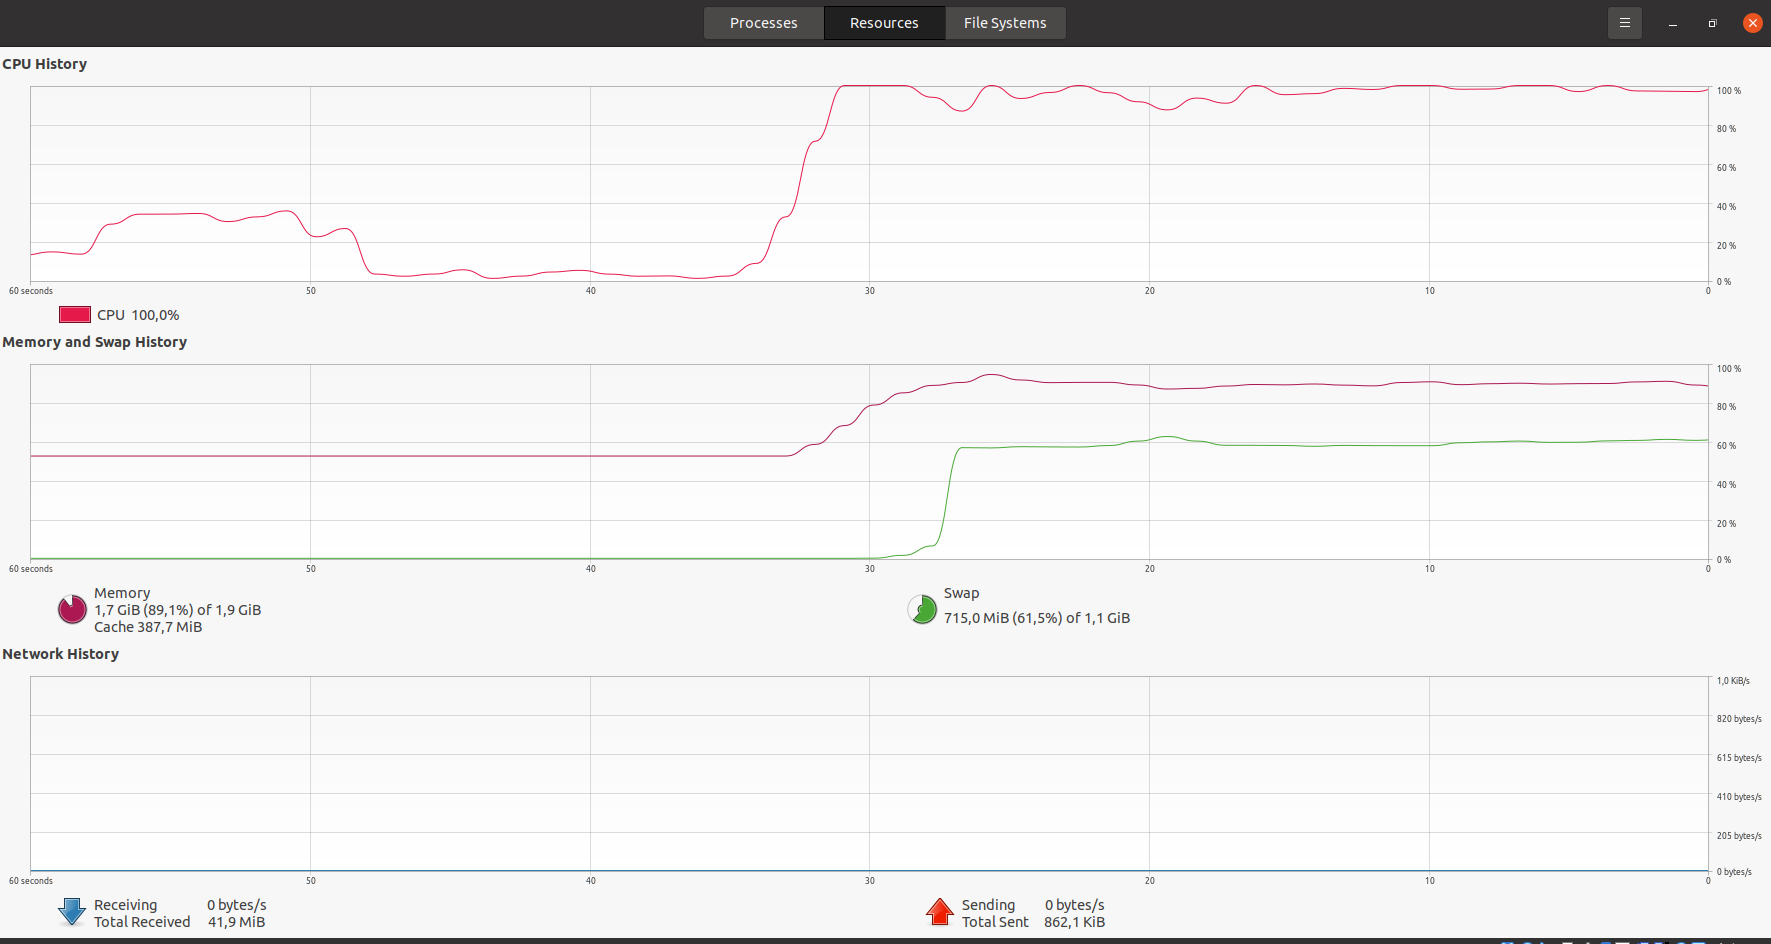 Processes Resources File Systems
CPU History
100 %
80 %
60 %
40 %
20 %
0 %
60 seconds 50 40 30 20 10 0
CPU 100,0%
Memory and Swap History
100 %
80 %
60 %
40 %
20 %
0 %
60 seconds 50 40 30 20 10 0
Memory
1,7 GiB (89,1%) of 1,9 GiB
Cache 387,7 MiB
Swap
715,0 MiB (61,5%) of 1,1 GiB
Network History
1,0 KiB/s
820 bytes/s
615 bytes/s
410 bytes/s
205 bytes/s
0 bytes/s
60 seconds 50 40 30 20 10 0
Receiving 0 bytes/s
Total Received 41,9 MiB
Sending 0 bytes/s
Total Sent 862,1 KiB